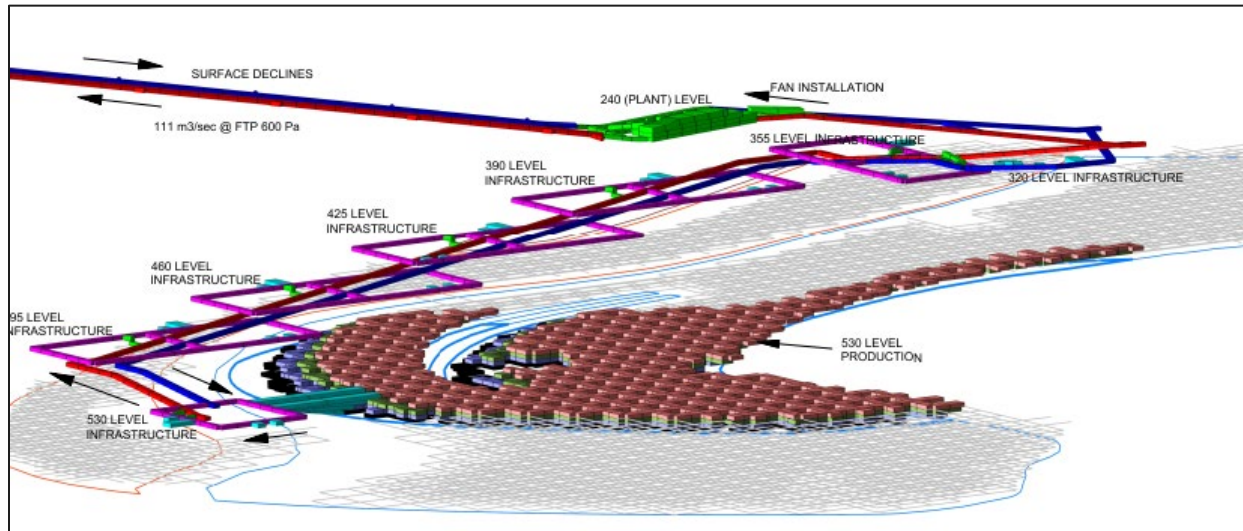 SURFACE DECLINES
111 m3/sec @ FTP 600 Pa
240 (PLANT) LEVEL
FAN INSTALLATION
355 LEVEL INFRASTRUCTURE
320 LEVEL INFRASTRUCTURE
390 LEVEL
INFRASTRUCTURE
425 LEVEL
INFRASTRUCTURE
460 LEVEL
INFRASTRUCTURE
95 LEVEL
NFRASTRUCTURE
530 LEVEL
PRODUCTION
530 LEVEL
INFRASTRUCTURE